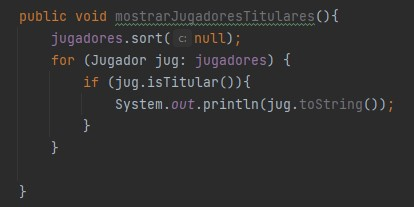 public void mostrarJugadoresTitulares(){
    jugadores.sort( c: null);
    for (Jugador jug: jugadores) {
        if (jug.isTitular()){
            System.out.println(jug.toString());
        }
    }

}